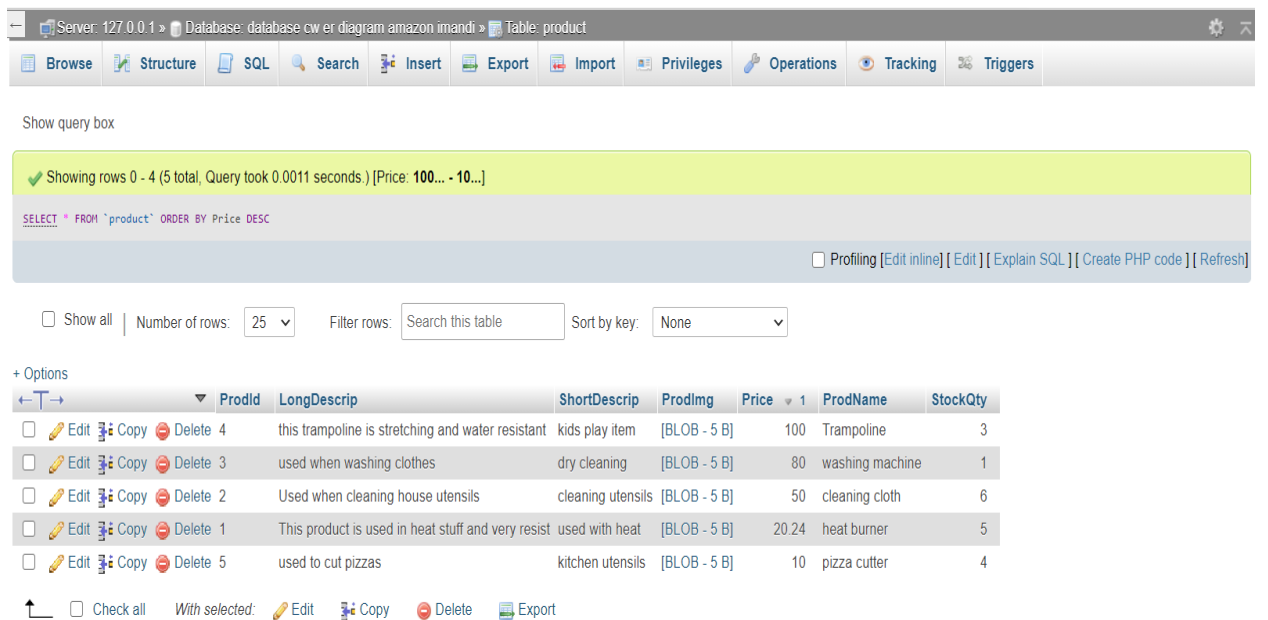 ← Server: 127.0.0.1 » Database: database cw er diagram amazon imandi » Table: product
Browse Structure SQL Search Insert Export Import Privileges Operations Tracking Triggers
Show query box
Showing rows 0 - 4 (5 total, Query took 0.0011 seconds.) [Price: 100... - 10...]
SELECT * FROM `product` ORDER BY Price DESC
Profiling [Edit inline] [ Edit ] [ Explain SQL ] [ Create PHP code ] [ Refresh]
Show all | Number of rows: 25 Filter rows: Search this table Sort by key: None
+ Options
←T→ ▼ ProdId LongDescrip ShortDescrip ProdImg Price ▼ 1 ProdName StockQty
Edit Copy Delete 4 this trampoline is stretching and water resistant kids play item [BLOB - 5 B] 100 Trampoline 3
Edit Copy Delete 3 used when washing clothes dry cleaning [BLOB - 5 B] 80 washing machine 1
Edit Copy Delete 2 Used when cleaning house utensils cleaning utensils [BLOB - 5 B] 50 cleaning cloth 6
Edit Copy Delete 1 This product is used in heat stuff and very resist used with heat [BLOB - 5 B] 20.24 heat burner 5
Edit Copy Delete 5 used to cut pizzas kitchen utensils [BLOB - 5 B] 10 pizza cutter 4
Check all With selected: Edit Copy Delete Export